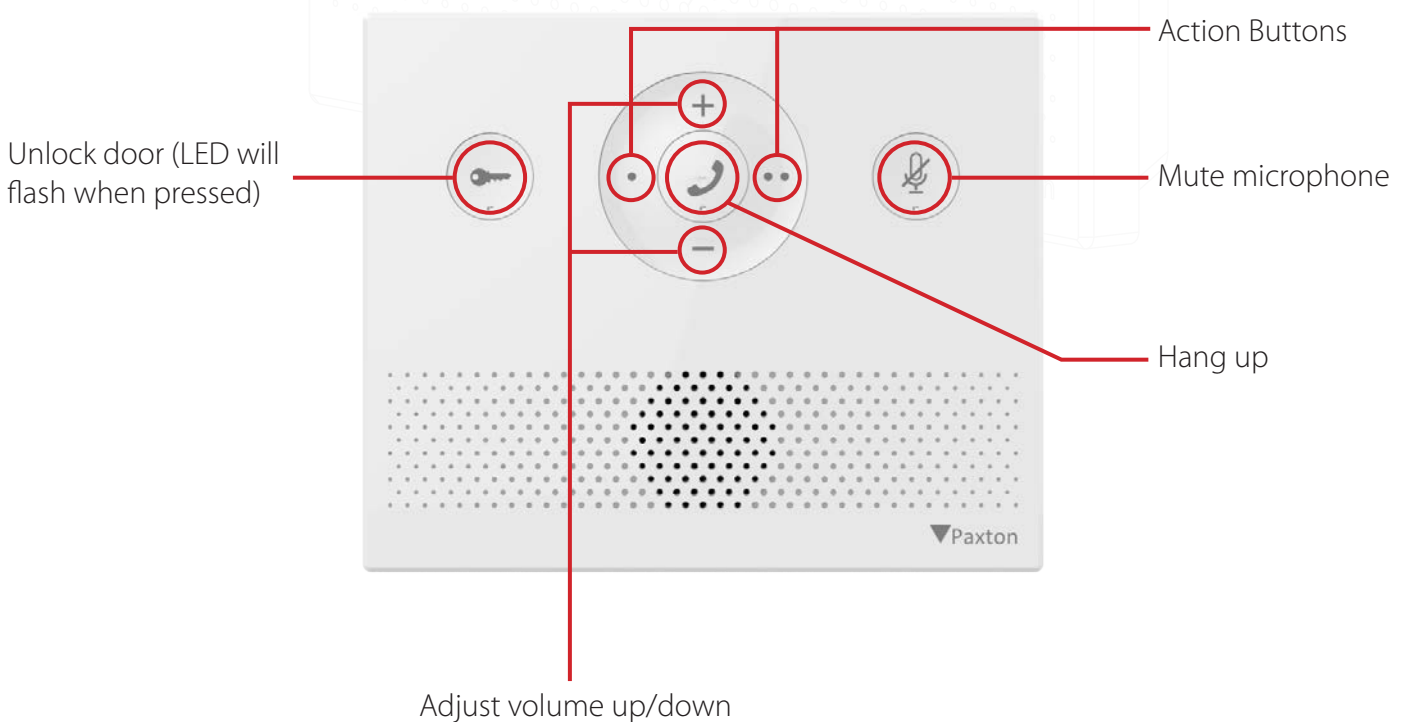 Action Buttons
Unlock door (LED will
flash when pressed)
Mute microphone
Hang up
Paxton
Adjust volume up/down